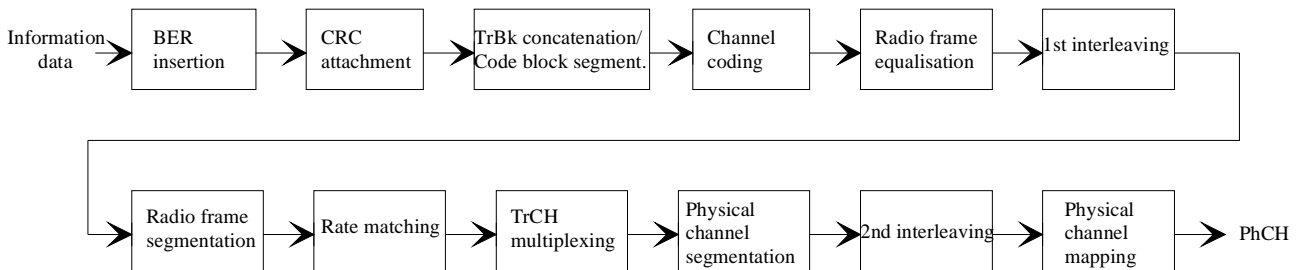 Information
data
BER
insertion
CRC
attachment
TrBk concatenation/
Code block segment.
Channel
coding
Radio frame
equalisation
1st interleaving
Radio frame
segmentation
Rate matching
TrCH
multiplexing
Physical
channel
segmentation
2nd interleaving
Physical
channel
mapping
PhCH